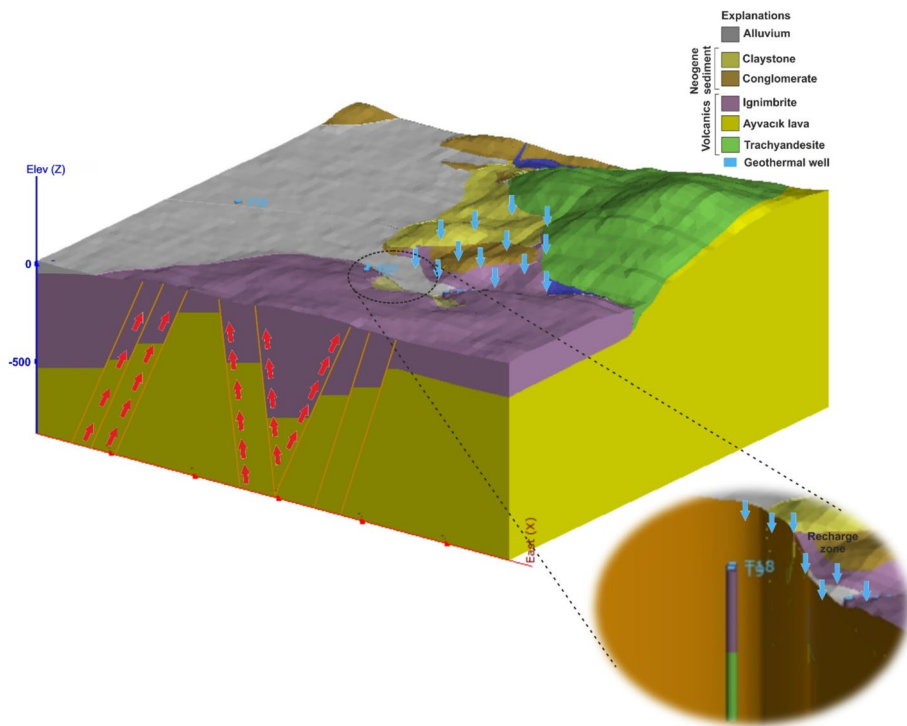 Explanations
Alluvium
Neogene
sediment
Claystone
Conglomerate
Volcanics
Ignimbrite
Ayvacık lava
Trachyandesite
Geothermal well
Elev (Z)
0
-500
East (X)
Recharge
zone